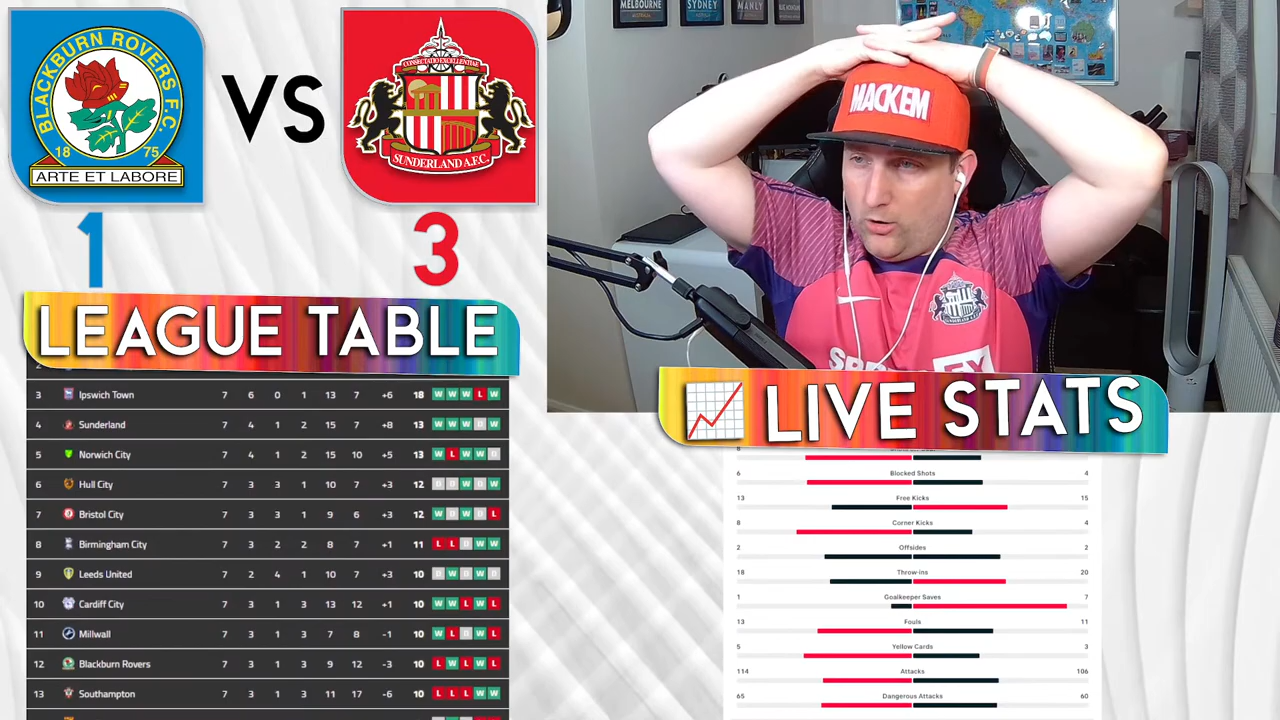 BLACKBURN ROVERS F.C.
18 75
ARTE ET LABORE
VS
CONSECTATIO EXCELLENTIAE
SUNDERLAND A.F.C.
1
3
MELBOURNE
AUSTRALIA
SYDNEY
AUSTRALIA
MACKEM
LEAGUE TABLE
3 Ipswich Town 7 6 0 1 13 7 +6 18 W W W L W
4 Sunderland 7 4 1 2 15 7 +8 13 W W W D W
5 Norwich City 7 4 1 2 15 10 +5 13 W L W W D
6 Hull City 7 3 3 1 10 7 +3 12 D D W D W
7 Bristol City 7 3 3 1 9 6 +3 12 W D W D L
8 Birmingham City 7 3 2 2 8 7 +1 11 L L D W W
9 Leeds United 7 2 4 1 10 7 +3 10 D W D W D
10 Cardiff City 7 3 1 3 13 12 +1 10 W W L W L
11 Millwall 7 3 1 3 7 8 -1 10 W L D W L
12 Blackburn Rovers 7 3 1 3 9 12 -3 10 L W L W L
13 Southampton 7 3 1 3 11 17 -6 10 L L L W W
LIVE STATS
6 Blocked Shots 4
13 Free Kicks 15
8 Corner Kicks 4
2 Offsides 2
18 Throw-ins 20
1 Goalkeeper Saves 7
13 Fouls 11
5 Yellow Cards 3
114 Attacks 106
65 Dangerous Attacks 60